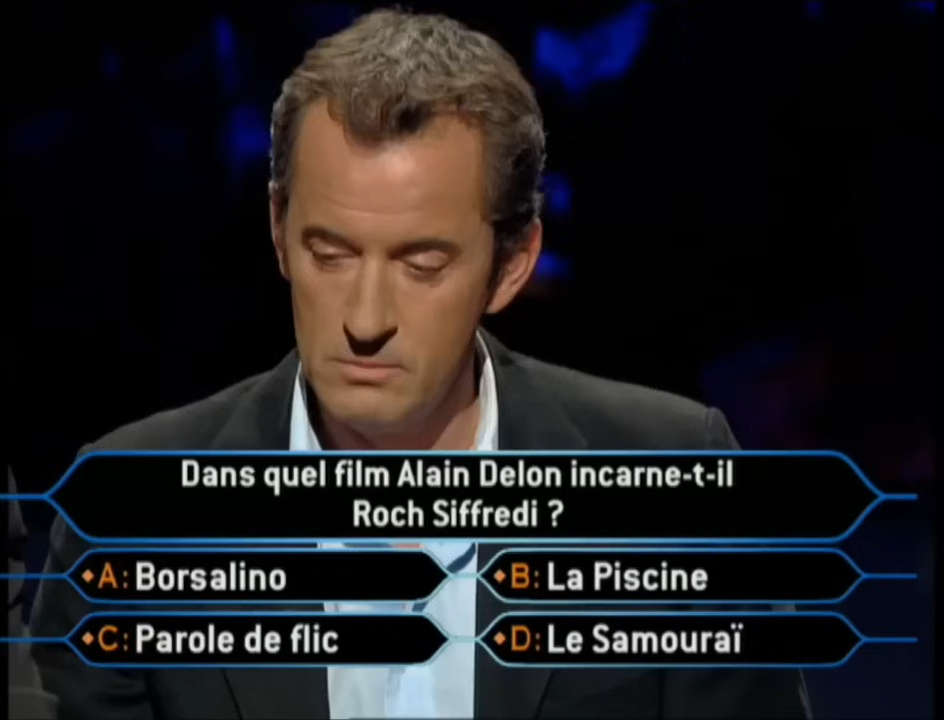 Dans quel film Alain Delon incarne-t-il
Roch Siffredi ?
A: Borsalino
B: La Piscine
C: Parole de flic
D: Le Samouraï